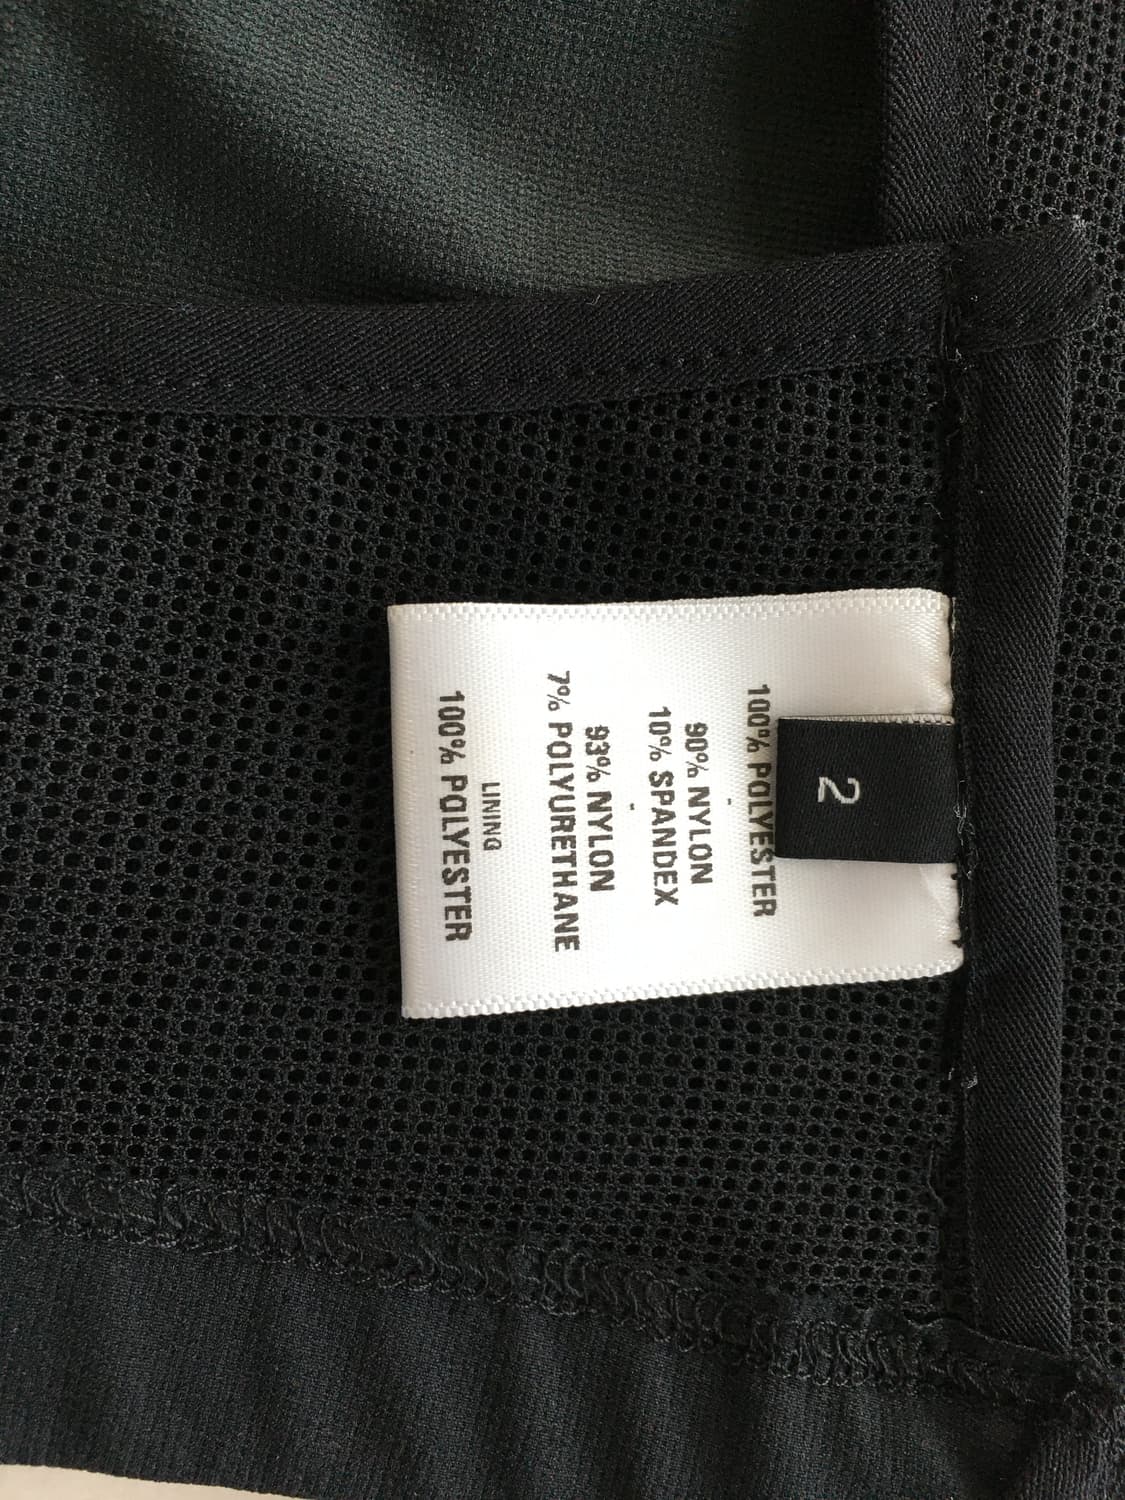 2
100% POLYESTER
-
90% NYLON
10% SPANDEX
-
93% NYLON
7% POLYURETHANE
LINING
100% POLYESTER